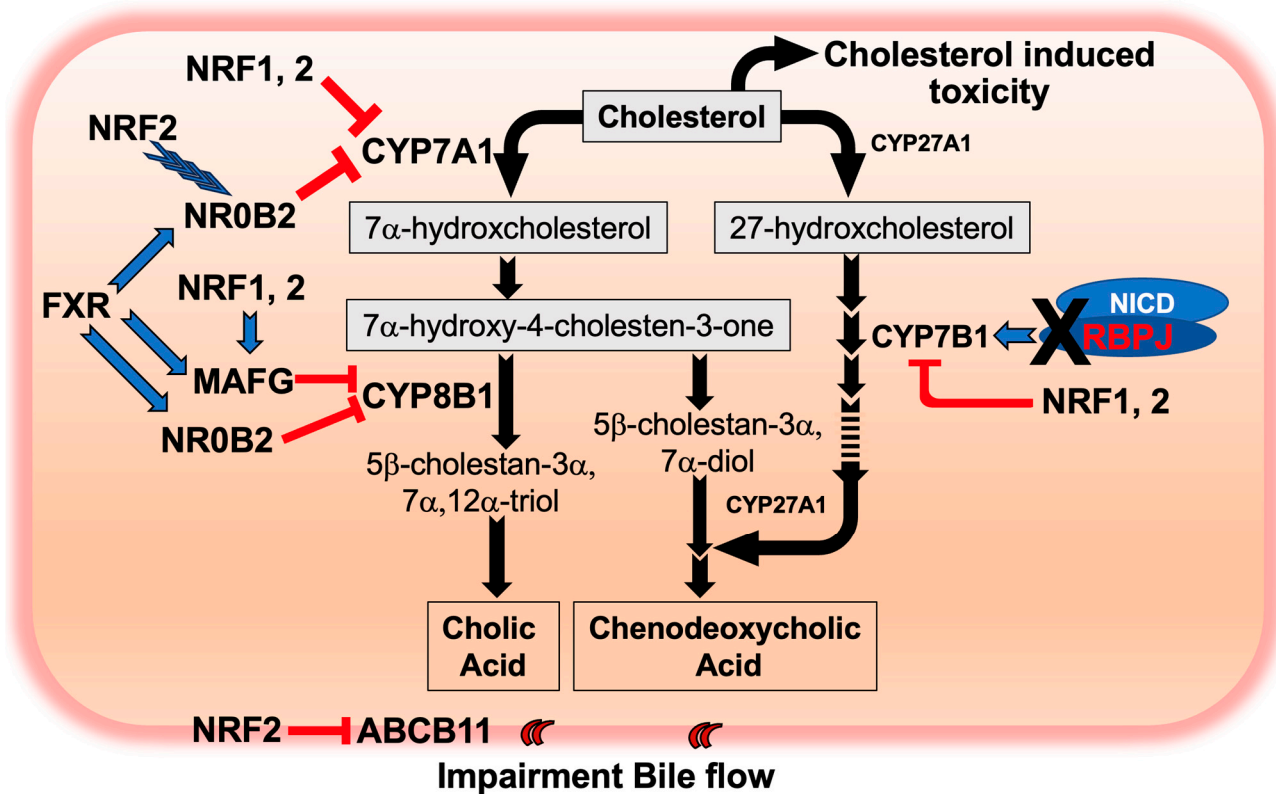 NRF1, 2
Cholesterol induced
toxicity
NRF2
Cholesterol
CYP7A1
CYP27A1
NR0B2
7α-hydroxcholesterol
27-hydroxcholesterol
FXR
NRF1, 2
7α-hydroxy-4-cholesten-3-one
CYP7B1
X
NICD
RBPJ
MAFG
CYP8B1
NRF1, 2
NR0B2
5β-cholestan-3α,
7α,12α-triol
5β-cholestan-3α,
7α-diol
CYP27A1
Cholic
Acid
Chenodeoxycholic
Acid
NRF2
ABCB11
Impairment Bile flow